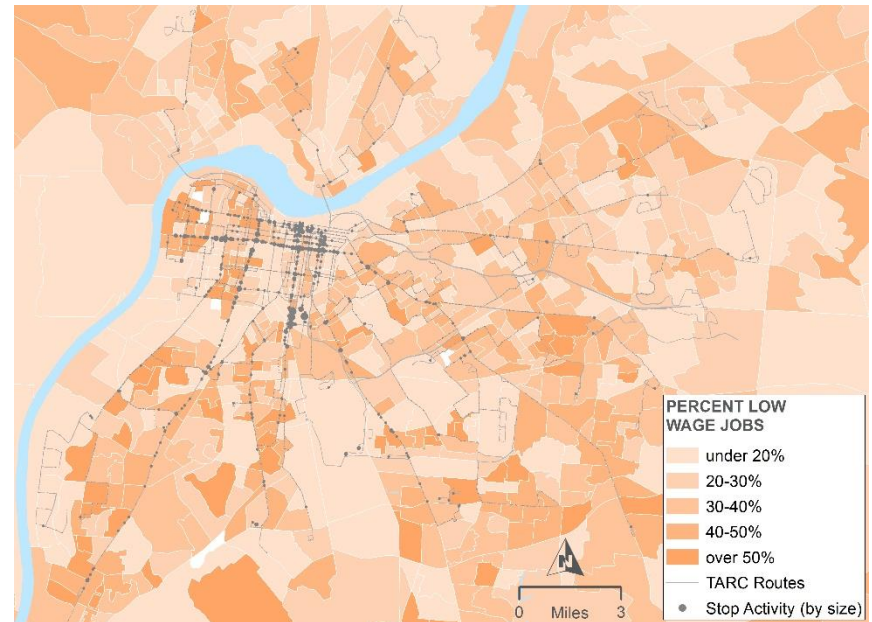 PERCENT LOW
WAGE JOBS
under 20%
20-30%
30-40%
40-50%
over 50%
TARC Routes
Stop Activity (by size)
N
0 Miles 3